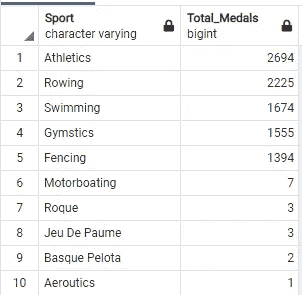 Sport Total_Medals
character varying bigint
1 Athletics 2694
2 Rowing 2225
3 Swimming 1674
4 Gymstics 1555
5 Fencing 1394
6 Motorboating 7
7 Roque 3
8 Jeu De Paume 3
9 Basque Pelota 2
10 Aeroutics 1